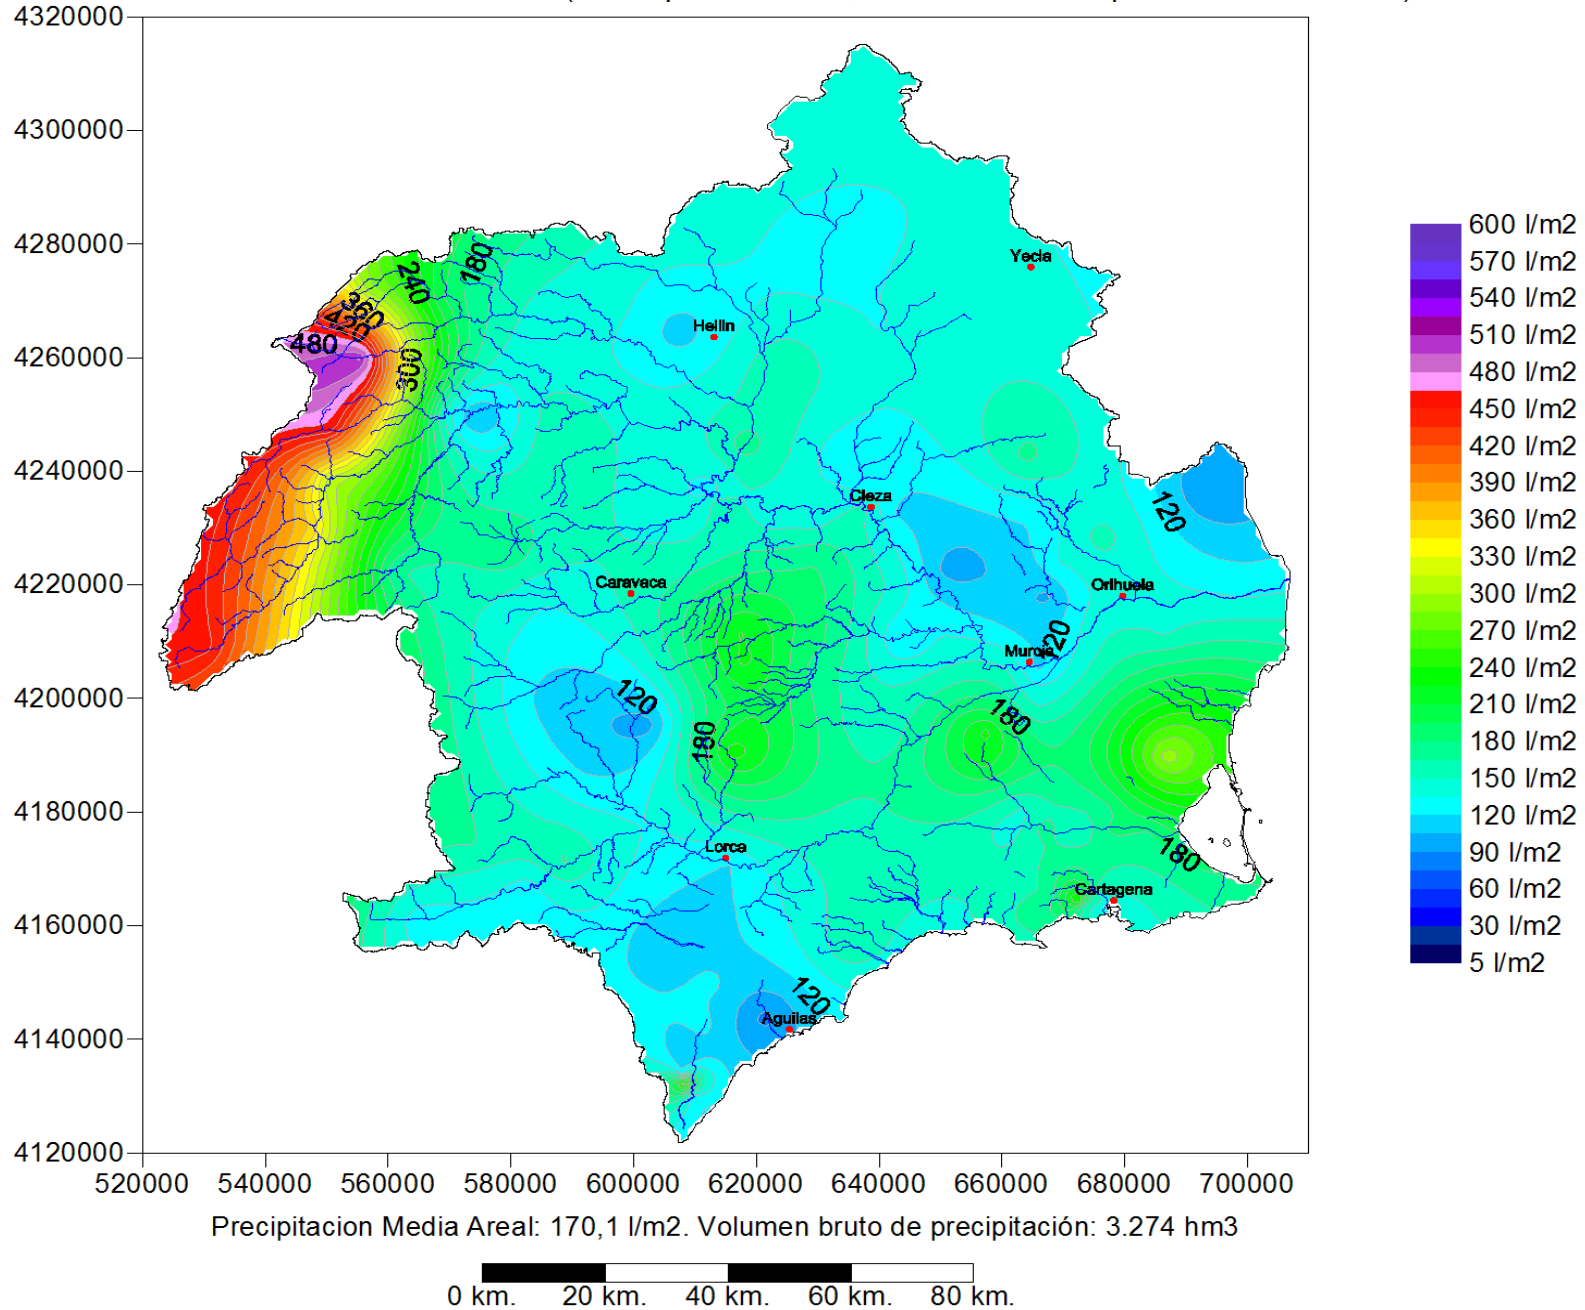 4320000
4300000
4280000
4260000
4240000
4220000
4200000
4180000
4160000
4140000
4120000
520000 540000 560000 580000 600000 620000 640000 660000 680000 700000
180
240
360
420
480
300
120
120
120
180
180
180
120
Yecla
Hellin
Cieza
Caravaca
Orihuela
Murcia
Lorca
Cartagena
Aguilas
600 l/m2
570 l/m2
540 l/m2
510 l/m2
480 l/m2
450 l/m2
420 l/m2
390 l/m2
360 l/m2
330 l/m2
300 l/m2
270 l/m2
240 l/m2
210 l/m2
180 l/m2
150 l/m2
120 l/m2
90 l/m2
60 l/m2
30 l/m2
5 l/m2
Precipitacion Media Areal: 170,1 l/m2. Volumen bruto de precipitación: 3.274 hm3
0 km. 20 km. 40 km. 60 km. 80 km.